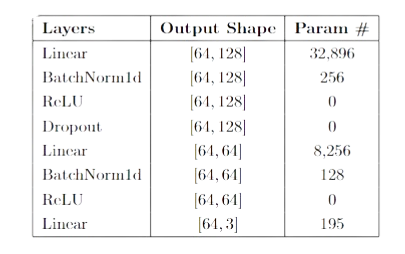 Layers Output Shape Param #
Linear [64, 128] 32,896
BatchNorm1d [64, 128] 256
ReLU [64, 128] 0
Dropout [64, 128] 0
Linear [64, 64] 8,256
BatchNorm1d [64, 64] 128
ReLU [64, 64] 0
Linear [64, 3] 195